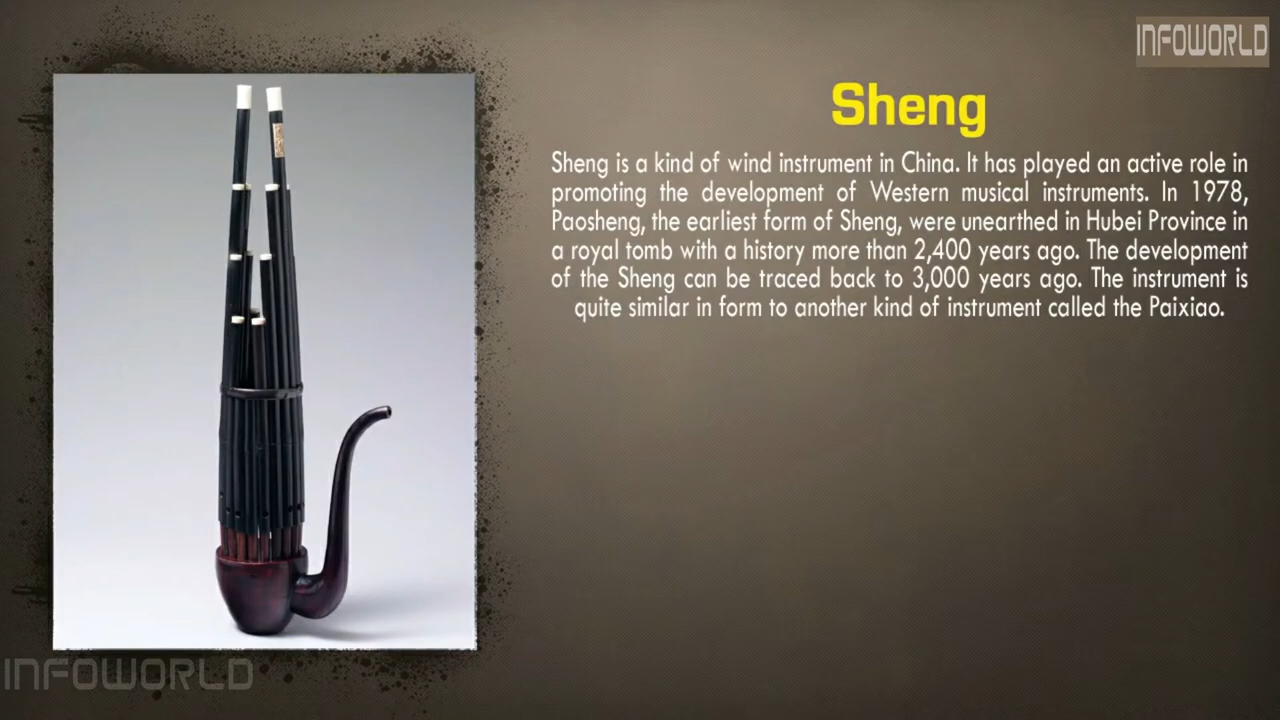 INFOWORLD
Sheng
Sheng is a kind of wind instrument in China. It has played an active role in
promoting the development of Western musical instruments. In 1978,
Paosheng, the earliest form of Sheng, were unearthed in Hubei Province in
a royal tomb with a history more than 2,400 years ago. The development
of the Sheng can be traced back to 3,000 years ago. The instrument is
quite similar in form to another kind of instrument called the Paixiao.
INFOWORLD